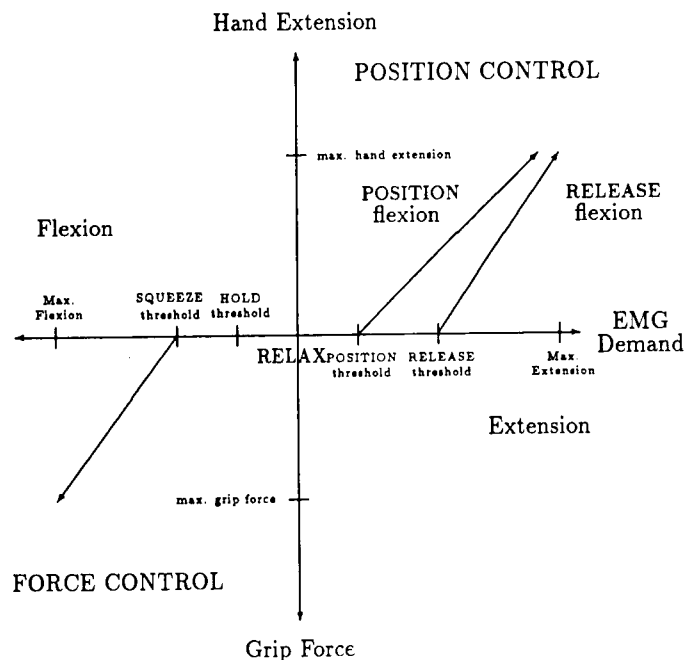 Hand Extension
POSITION CONTROL
max. hand extension
POSITION
flexion
RELEASE
flexion
Flexion
Max.
Flexion
SQUEEZE
threshold
HOLD
threshold
EMG
Demand
RELAX
POSITION
threshold
RELEASE
threshold
Max.
Extension
Extension
max. grip force
FORCE CONTROL
Grip Force